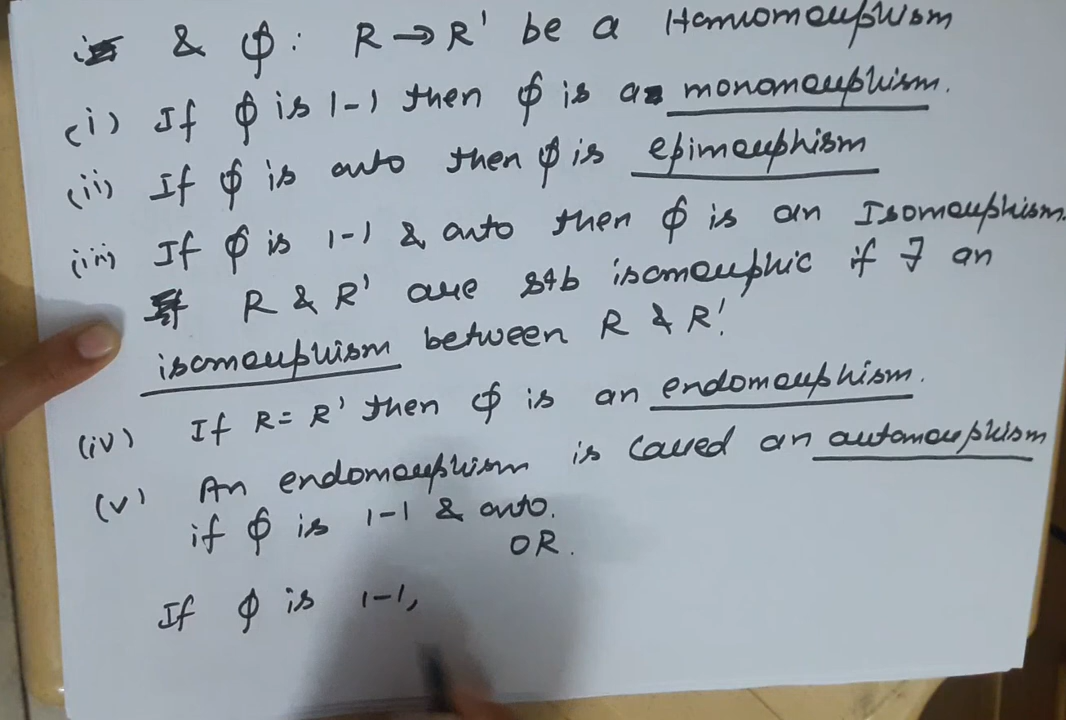 & φ: R → R' be a Homomorphism
(i) If φ is 1-1 then φ is a monomorphism.
(ii) If φ is onto then φ is epimorphism
(iii) If φ is 1-1 & onto then φ is an Isomorphism.
R & R' are stb isomorphic if ∃ an
isomorphism between R & R'.
(iv) If R = R' then φ is an endomorphism.
(v) An endomorphism is called an automorphism
if φ is 1-1 & onto.
OR.
If φ is 1-1,